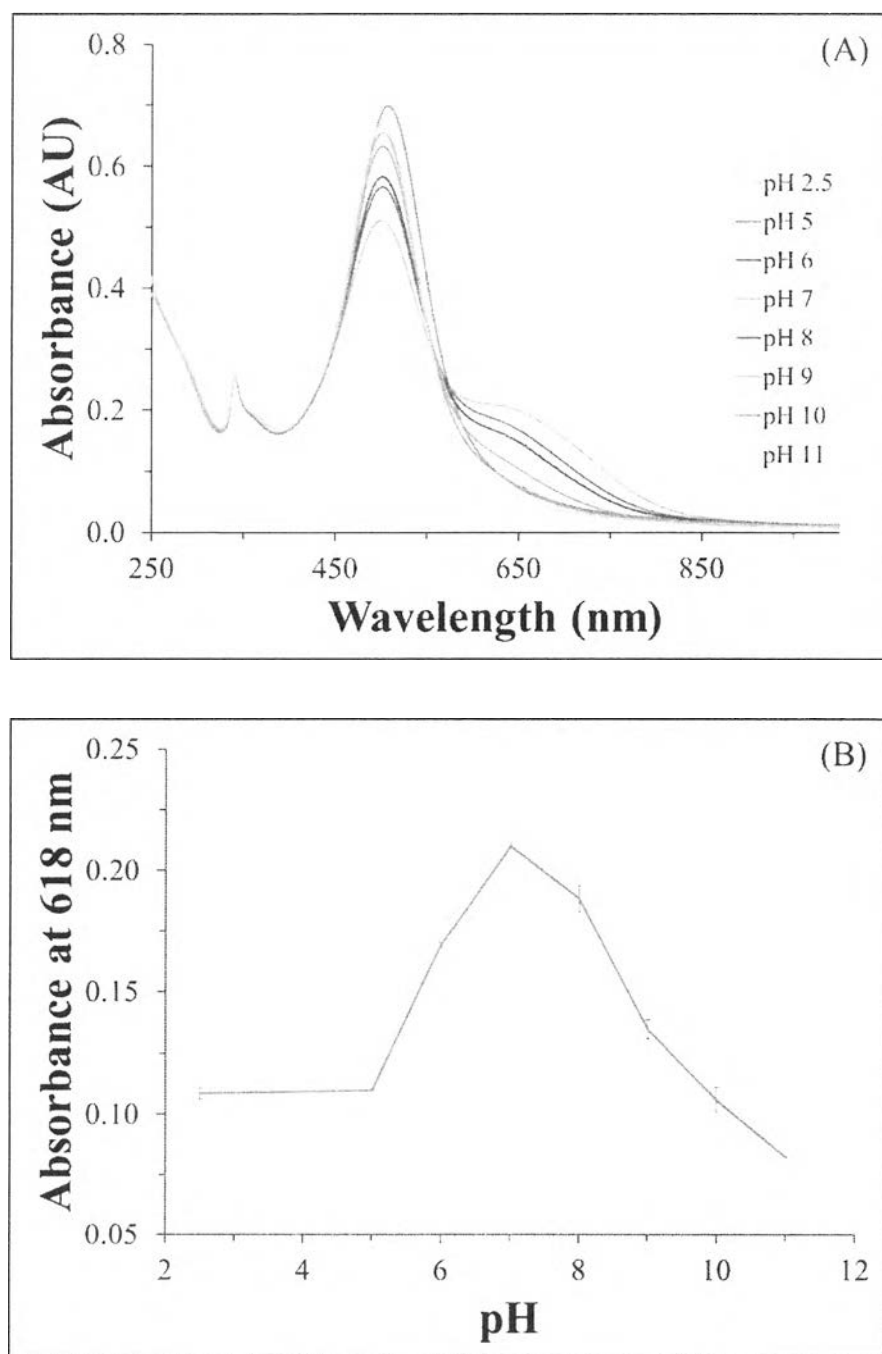 (A)
0.8
0.6
0.4
0.2
0.0
Absorbance (AU)
pH 2.5
pH 5
pH 6
pH 7
pH 8
pH 9
pH 10
pH 11
250
450
650
850
Wavelength (nm)
(B)
0.25
0.20
0.15
0.10
0.05
Absorbance at 618 nm
2
4
6
8
10
12
pH